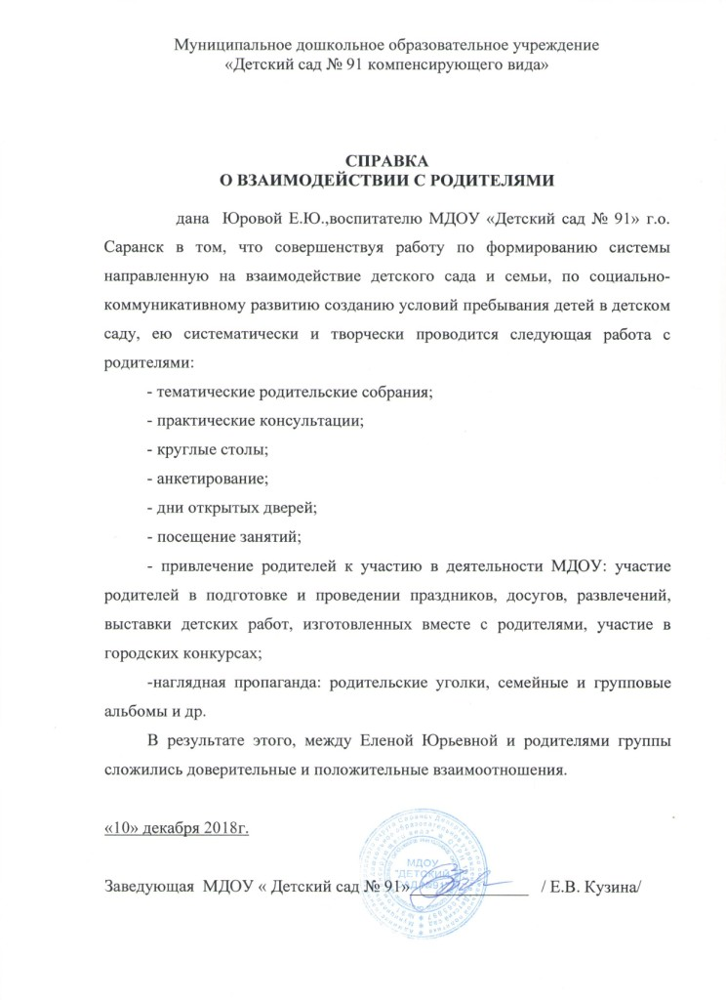 Муниципальное дошкольное образовательное учреждение
«Детский сад № 91 компенсирующего вида»
СПРАВКА
О ВЗАИМОДЕЙСТВИИ С РОДИТЕЛЯМИ
дана Юровой Е.Ю.,воспитателю МДОУ «Детский сад № 91» г.о.
Саранск в том, что совершенствуя работу по формированию системы
направленную на взаимодействие детского сада и семьи, по социально-
коммуникативному развитию созданию условий пребывания детей в детском
саду, ею систематически и творчески проводится следующая работа с
родителями:
- тематические родительские собрания;
- практические консультации;
- круглые столы;
- анкетирование;
- дни открытых дверей;
- посещение занятий;
- привлечение родителей к участию в деятельности МДОУ: участие
родителей в подготовке и проведении праздников, досугов, развлечений,
выставки детских работ, изготовленных вместе с родителями, участие в
городских конкурсах;
-наглядная пропаганда: родительские уголки, семейные и групповые
альбомы и др.
В результате этого, между Еленой Юрьевной и родителями группы
сложились доверительные и положительные взаимоотношения.
«10» декабря 2018г.
МДОУ
"ДЕТСКИЙ
Заведующая МДОУ « Детский сад № 91» / Е.В. Кузина/